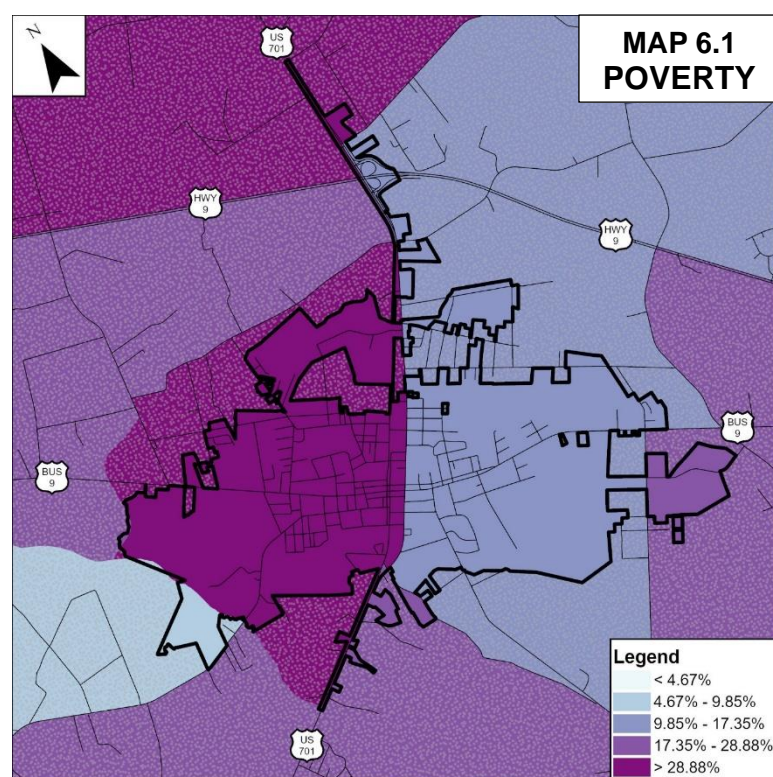 N
US
701
MAP 6.1
POVERTY
HWY
9
HWY
9
BUS
9
BUS
9
US
701
Legend
< 4.67%
4.67% - 9.85%
9.85% - 17.35%
17.35% - 28.88%
> 28.88%